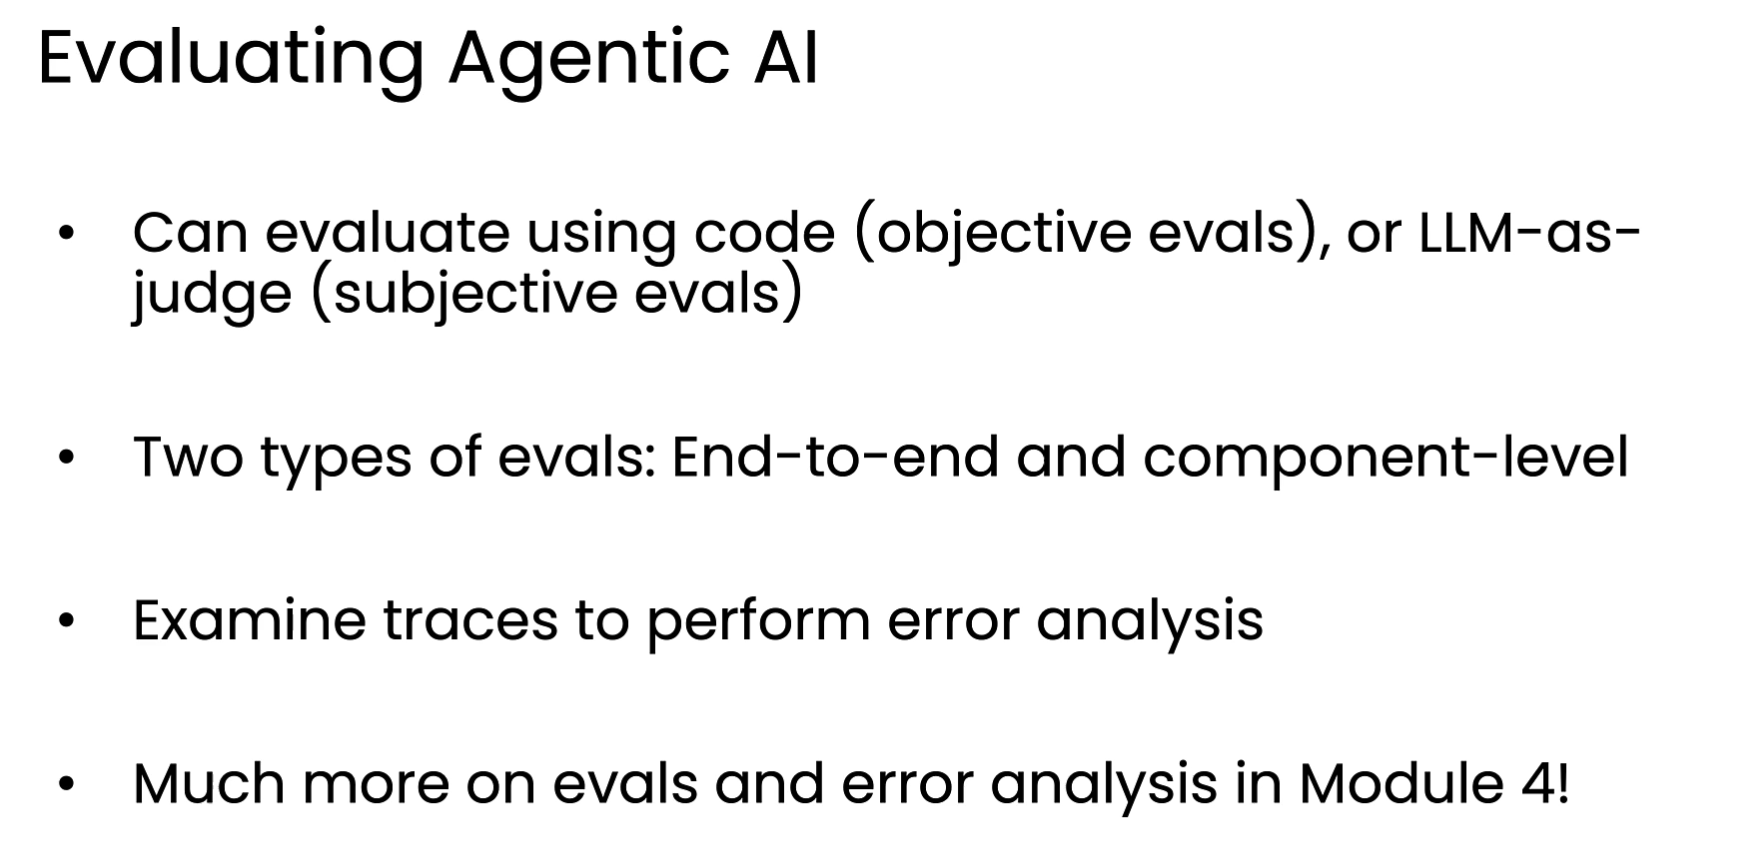 Evaluating Agentic AI
• Can evaluate using code (objective evals), or LLM-as-
judge (subjective evals)
• Two types of evals: End-to-end and component-level
• Examine traces to perform error analysis
• Much more on evals and error analysis in Module 4!